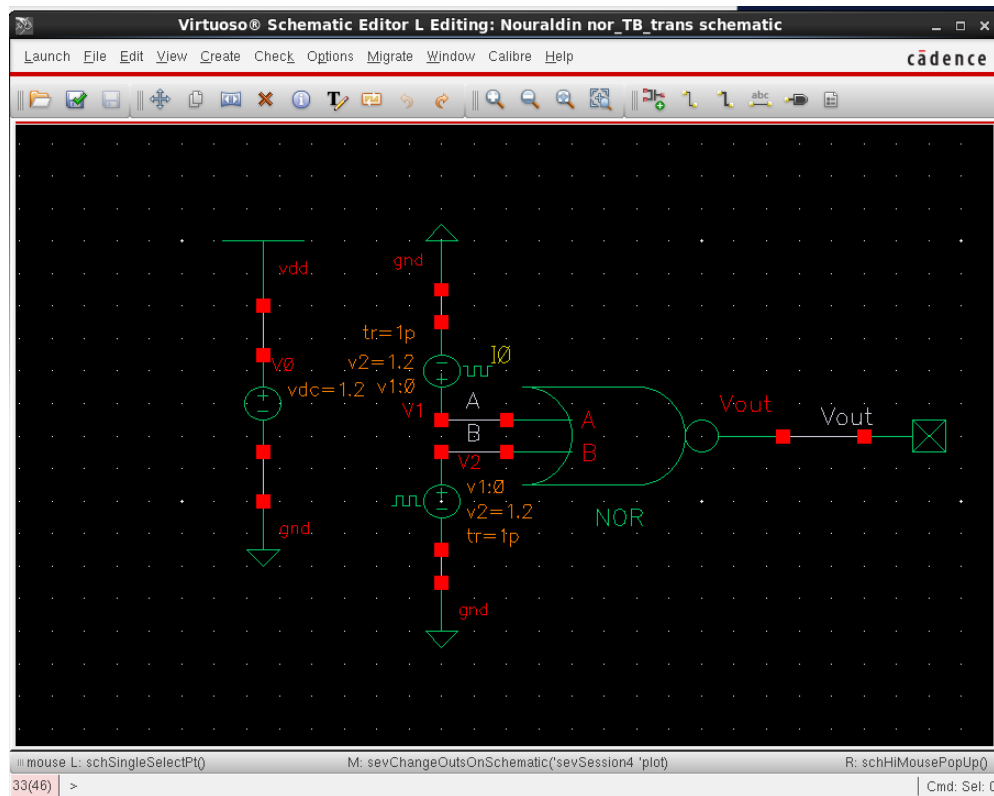 Virtuoso® Schematic Editor L Editing: Nouraldin nor_TB_trans schematic
Launch File Edit View Create Check Options Migrate Window Calibre Help
cādence
abc
vdd
gnd
tr=1p
V0
v2=1.2
I0
vdc=1.2
v1:0
V1
A
A
Vout
Vout
B
B
V2
v1:0
v2=1.2
NOR
tr=1p
gnd
gnd
mouse L: schSingleSelectPt()
M: sevChangeOutsOnSchematic('sevSession4 'plot)
R: schHiMousePopUp()
33(46)
>
Cmd: Sel: 0